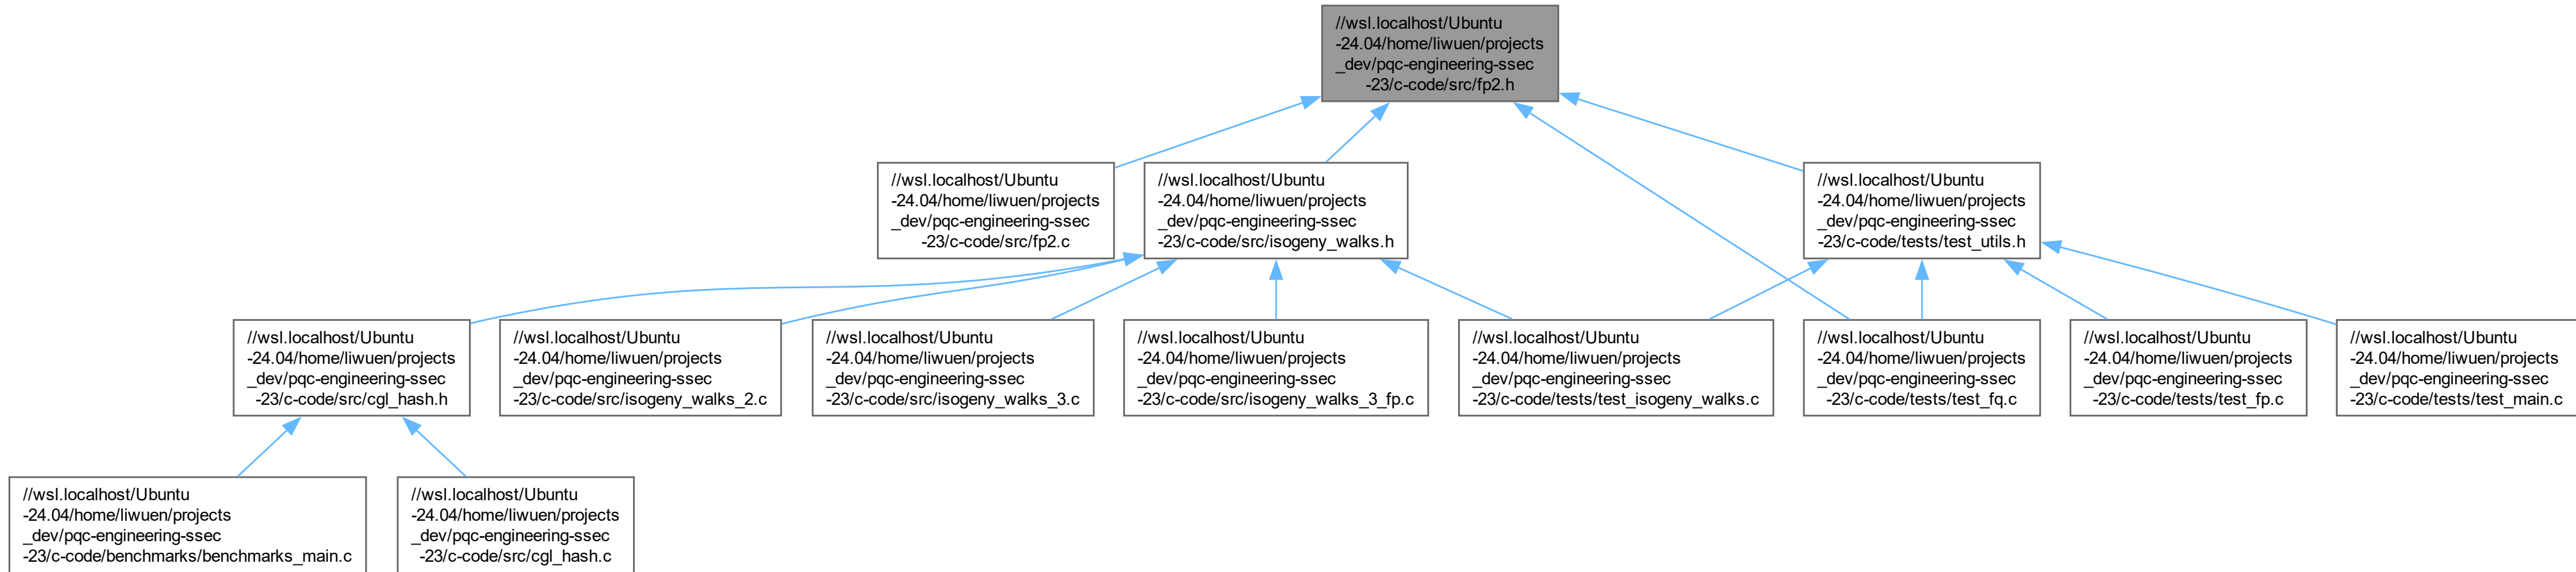 //wsl.localhost/Ubuntu
-24.04/home/liwuen/projects
_dev/pqc-engineering-ssec
-23/c-code/src/fp2.h
//wsl.localhost/Ubuntu
-24.04/home/liwuen/projects
_dev/pqc-engineering-ssec
-23/c-code/src/fp2.c
//wsl.localhost/Ubuntu
-24.04/home/liwuen/projects
_dev/pqc-engineering-ssec
-23/c-code/src/isogeny_walks.h
//wsl.localhost/Ubuntu
-24.04/home/liwuen/projects
_dev/pqc-engineering-ssec
-23/c-code/tests/test_utils.h
//wsl.localhost/Ubuntu
-24.04/home/liwuen/projects
_dev/pqc-engineering-ssec
-23/c-code/src/cgl_hash.h
//wsl.localhost/Ubuntu
-24.04/home/liwuen/projects
_dev/pqc-engineering-ssec
-23/c-code/src/isogeny_walks_2.c
//wsl.localhost/Ubuntu
-24.04/home/liwuen/projects
_dev/pqc-engineering-ssec
-23/c-code/src/isogeny_walks_3.c
//wsl.localhost/Ubuntu
-24.04/home/liwuen/projects
_dev/pqc-engineering-ssec
-23/c-code/src/isogeny_walks_3_fp.c
//wsl.localhost/Ubuntu
-24.04/home/liwuen/projects
_dev/pqc-engineering-ssec
-23/c-code/tests/test_isogeny_walks.c
//wsl.localhost/Ubuntu
-24.04/home/liwuen/projects
_dev/pqc-engineering-ssec
-23/c-code/tests/test_fq.c
//wsl.localhost/Ubuntu
-24.04/home/liwuen/projects
_dev/pqc-engineering-ssec
-23/c-code/tests/test_fp.c
//wsl.localhost/Ubuntu
-24.04/home/liwuen/projects
_dev/pqc-engineering-ssec
-23/c-code/tests/test_main.c
//wsl.localhost/Ubuntu
-24.04/home/liwuen/projects
_dev/pqc-engineering-ssec
-23/c-code/benchmarks/benchmarks_main.c
//wsl.localhost/Ubuntu
-24.04/home/liwuen/projects
_dev/pqc-engineering-ssec
-23/c-code/src/cgl_hash.c